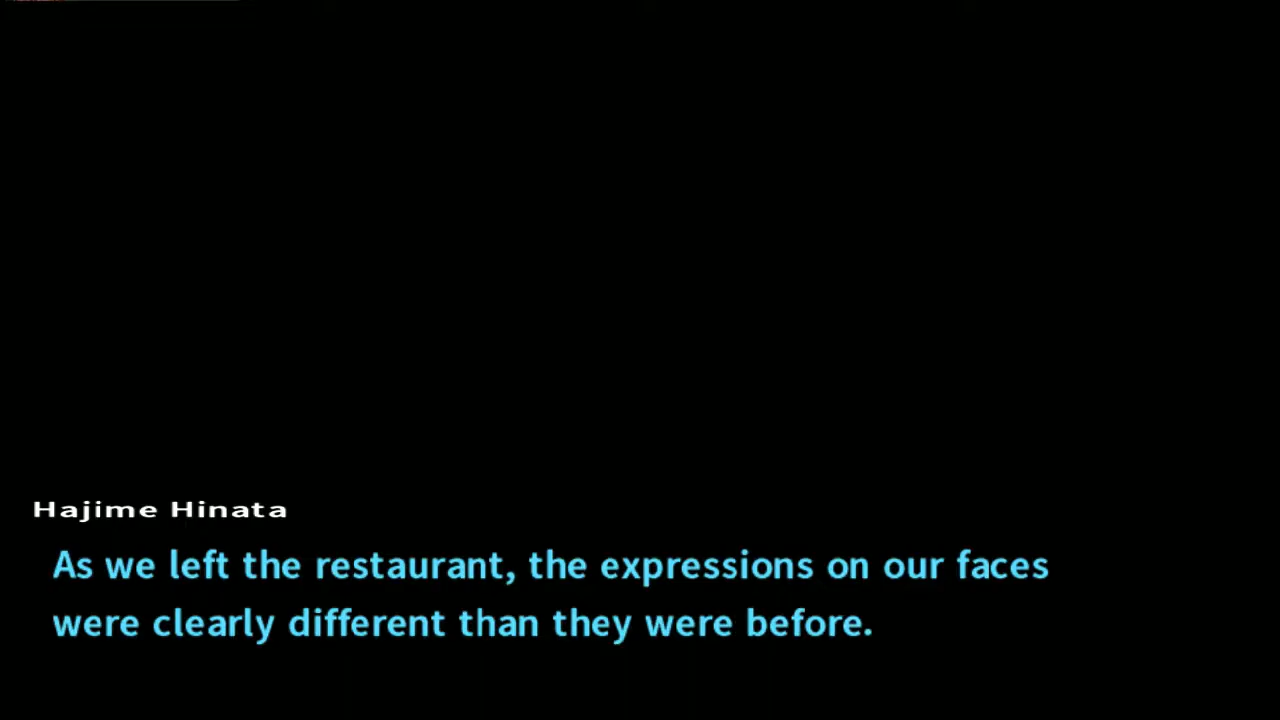 Hajime Hinata
As we left the restaurant, the expressions on our faces
were clearly different than they were before.